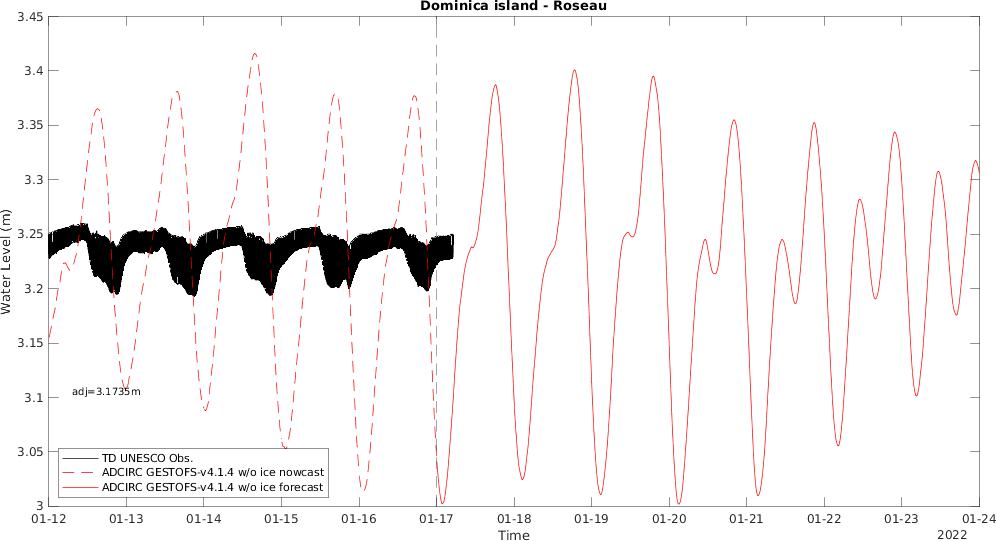 Dominica island - Roseau
3.45
3.4
3.35
3.3
3.25
3.2
3.15
3.1
3.05
3
Water Level (m)
adj=3.1735m
TD UNESCO Obs.
ADCIRC GESTOFS-v4.1.4 w/o ice nowcast
ADCIRC GESTOFS-v4.1.4 w/o ice forecast
01-12 01-13 01-14 01-15 01-16 01-17 01-18 01-19 01-20 01-21 01-22 01-23 01-24
Time
2022